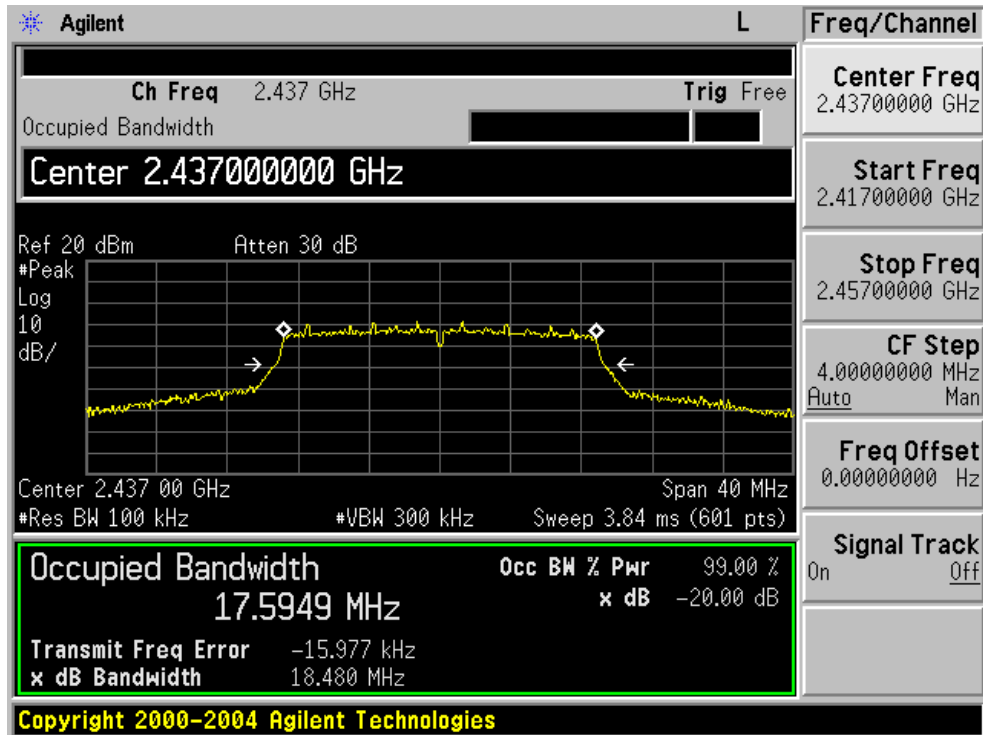 Agilent L Freq/Channel
Ch Freq 2.437 GHz Trig Free
Occupied Bandwidth
Center 2.437000000 GHz
Ref 20 dBm Atten 30 dB
#Peak
Log
10
dB/
Center 2.437 00 GHz Span 40 MHz
#Res BW 100 kHz #VBW 300 kHz Sweep 3.84 ms (601 pts)
Occupied Bandwidth
17.5949 MHz
Occ BW % Pwr 99.00 %
x dB -20.00 dB
Transmit Freq Error -15.977 kHz
x dB Bandwidth 18.480 MHz
Center Freq
2.43700000 GHz
Start Freq
2.41700000 GHz
Stop Freq
2.45700000 GHz
CF Step
4.00000000 MHz
Auto Man
Freq Offset
0.00000000 Hz
Signal Track
On Off
Copyright 2000-2004 Agilent Technologies